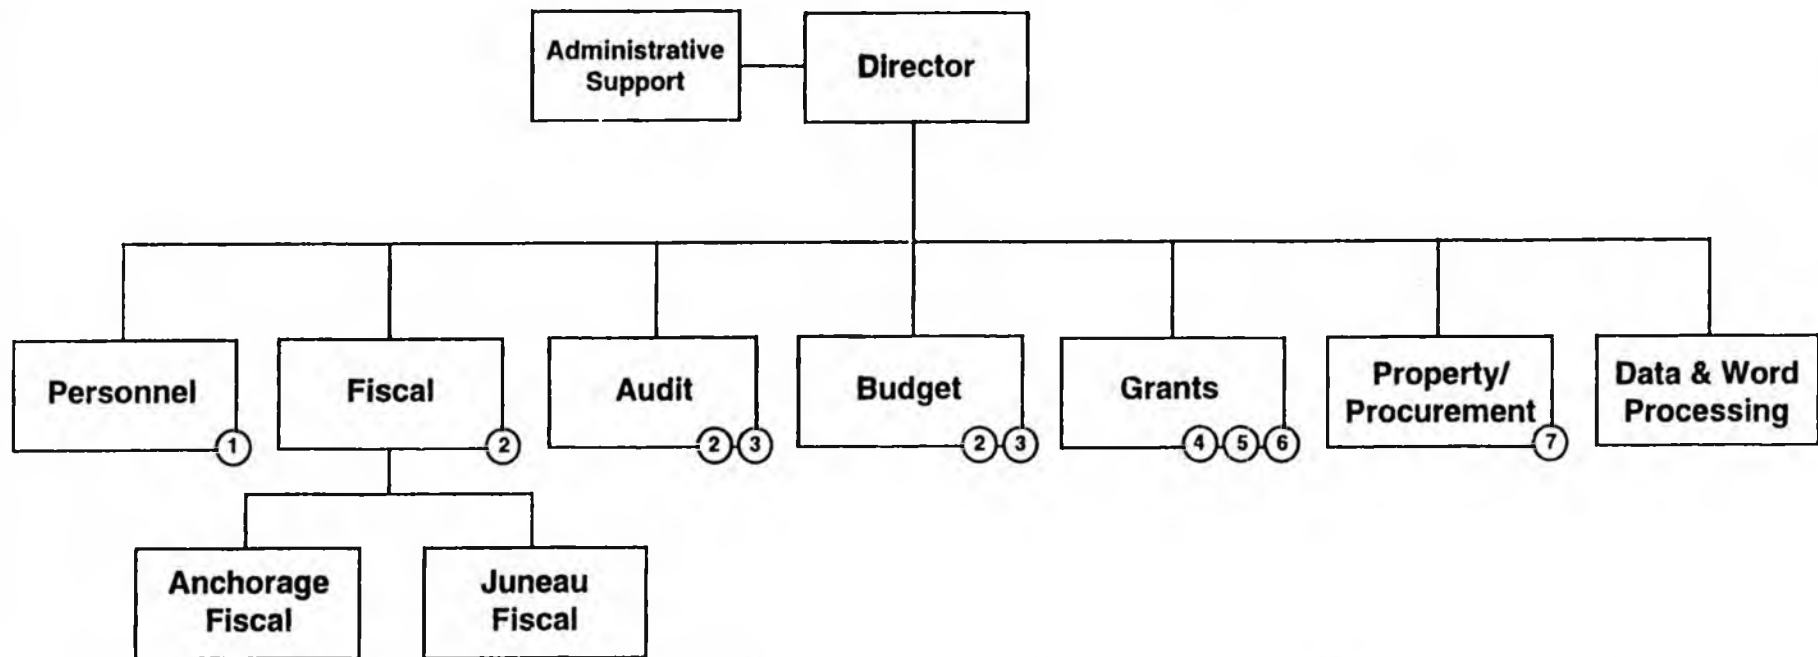 Administrative
Support
Director
Personnel
1
Fiscal
2
Audit
2 3
Budget
2 3
Grants
4 5 6
Property/
Procurement
7
Data & Word
Processing
Anchorage
Fiscal
Juneau
Fiscal